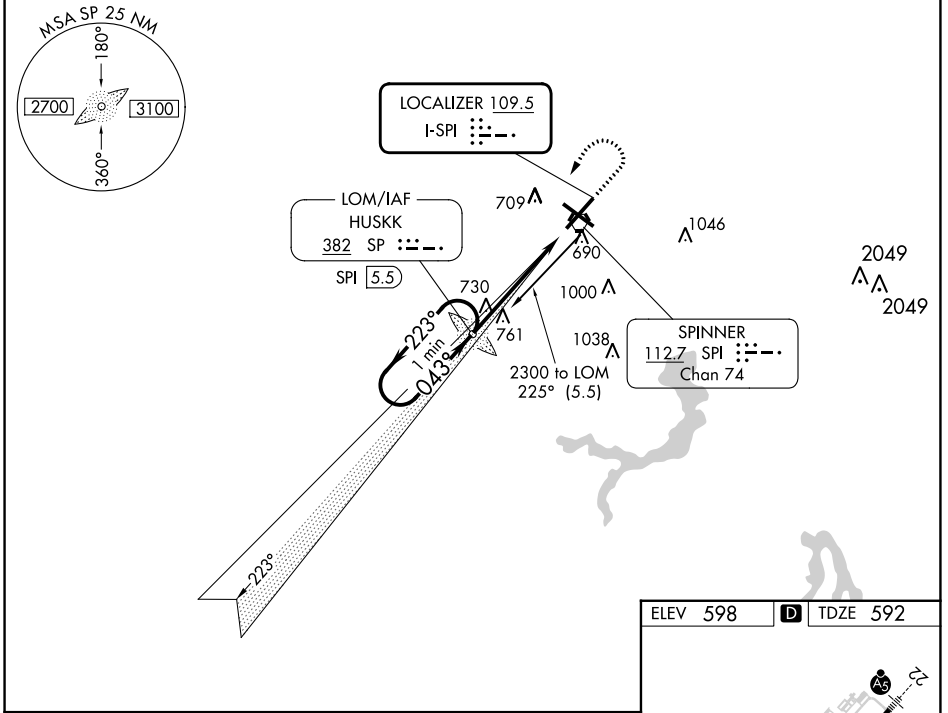 MSA SP 25 NM
180°
2700
3100
360°
LOCALIZER 109.5
I-SPI
LOM/IAF
HUSKK
382 SP
SPI 5.5
709
690
1046
2049
2049
730
761
1000
1038
223°
1 min
043°
2300 to LOM
225° (5.5)
SPINNER
112.7 SPI
Chan 74
223°
ELEV 598
D
TDZE 592
A5
22